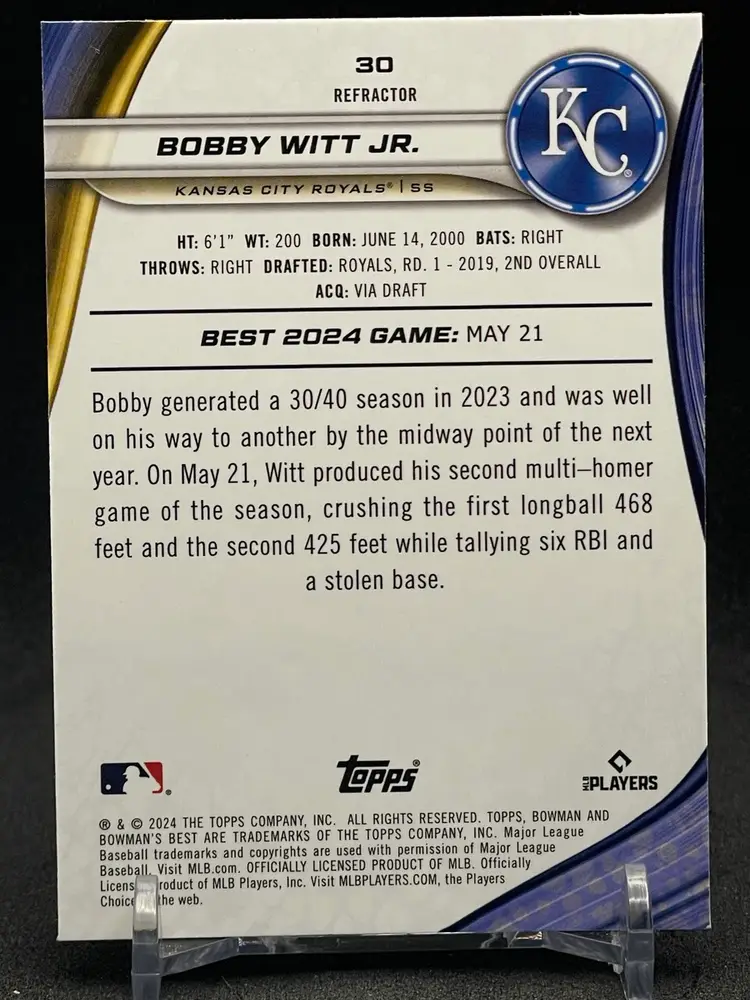 30
REFRACTOR
KC®
BOBBY WITT JR.
KANSAS CITY ROYALS® | SS
HT: 6'1" WT: 200 BORN: JUNE 14, 2000 BATS: RIGHT
THROWS: RIGHT DRAFTED: ROYALS, RD. 1 - 2019, 2ND OVERALL
ACQ: VIA DRAFT
BEST 2024 GAME: MAY 21
Bobby generated a 30/40 season in 2023 and was well
on his way to another by the midway point of the next
year. On May 21, Witt produced his second multi–homer
game of the season, crushing the first longball 468
feet and the second 425 feet while tallying six RBI and
a stolen base.
®
Topps®
MLB PLAYERS
® & © 2024 THE TOPPS COMPANY, INC. ALL RIGHTS RESERVED. TOPPS, BOWMAN AND
BOWMAN'S BEST ARE TRADEMARKS OF THE TOPPS COMPANY, INC. Major League
Baseball trademarks and copyrights are used with permission of Major League
Baseball. Visit MLB.com. OFFICIALLY LICENSED PRODUCT OF MLB. Officially
Licens roduct of MLB Players, Inc. Visit MLBPLAYERS.COM, the Players
Choice the web.